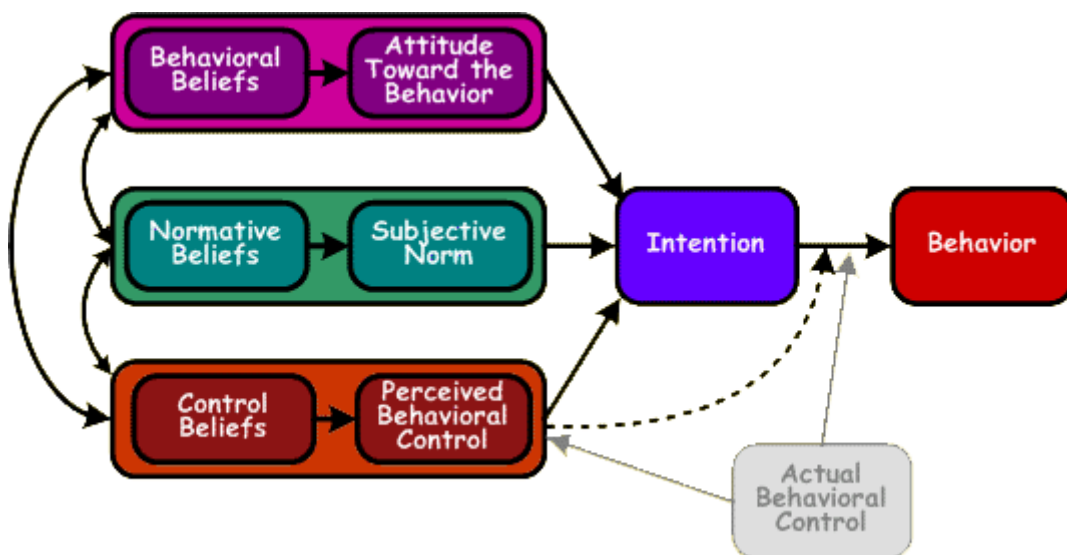 Behavioral
Beliefs
Attitude
Toward the
Behavior
Normative
Beliefs
Subjective
Norm
Intention
Behavior
Control
Beliefs
Perceived
Behavioral
Control
Actual
Behavioral
Control